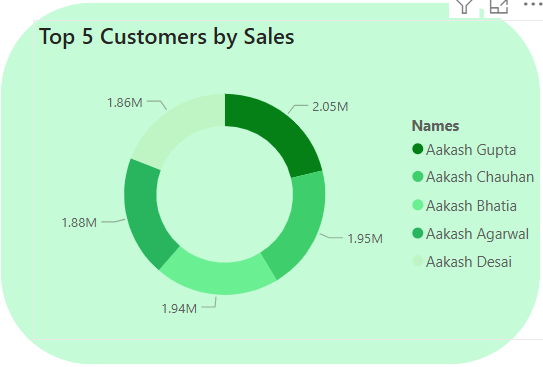 Top 5 Customers by Sales
1.86M
2.05M
1.88M
1.95M
1.94M
Names
Aakash Gupta
Aakash Chauhan
Aakash Bhatia
Aakash Agarwal
Aakash Desai